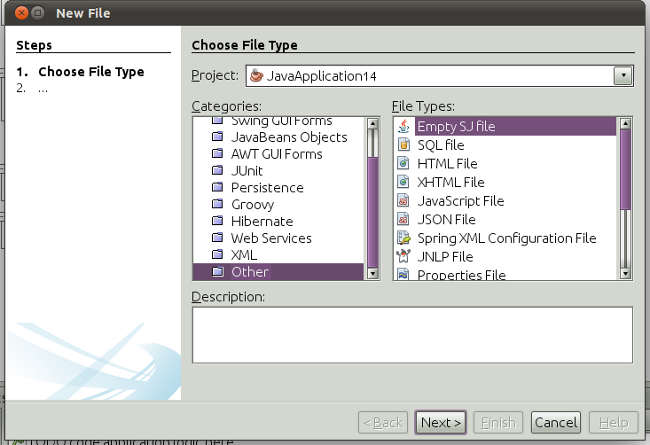 New File
Steps
1. Choose File Type
2. ...
Choose File Type
Project: JavaApplication14
Categories:
Swing GUI Forms
JavaBeans Objects
AWT GUI Forms
JUnit
Persistence
Groovy
Hibernate
Web Services
XML
Other
File Types:
Empty SJ file
SQL file
HTML File
XHTML File
JavaScript File
JSON File
Spring XML Configuration File
JNLP File
Properties File
Description:
< Back
Next >
Finish
Cancel
Help
TODO code application logic here